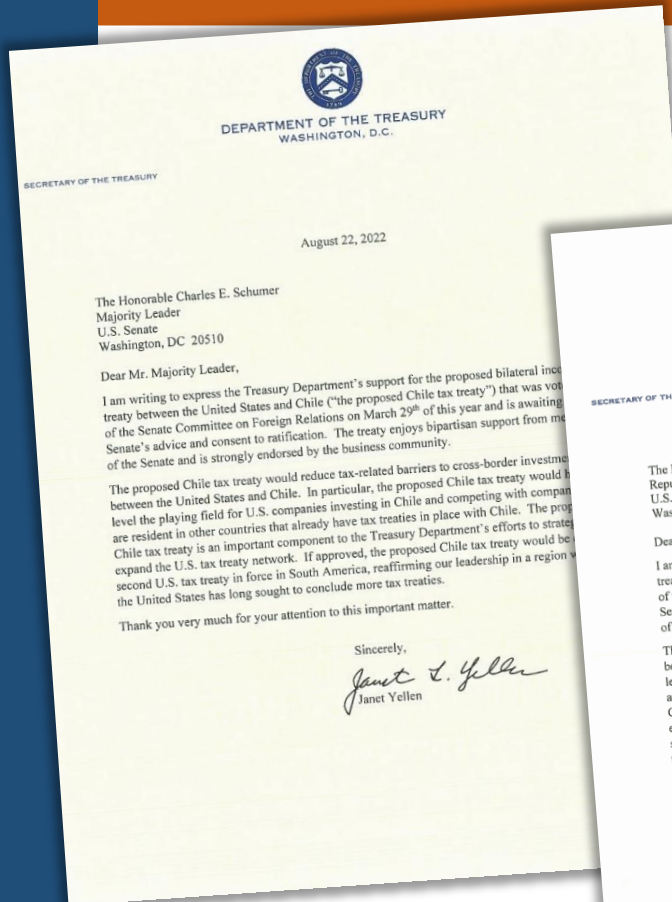 DEPARTMENT OF THE TREASURY
WASHINGTON, D.C.
SECRETARY OF THE TREASURY
August 22, 2022
The Honorable Charles E. Schumer
Majority Leader
U.S. Senate
Washington, DC 20510
Dear Mr. Majority Leader,
I am writing to express the Treasury Department's support for the proposed bilateral
treaty between the United States and Chile ("the proposed Chile tax treaty") that was
of the Senate Committee on Foreign Relations on March 29th of this year and is awaiting
Senate's advice and consent to ratification. The treaty enjoys bipartisan support from
of the Senate and is strongly endorsed by the business community.
The proposed Chile tax treaty would reduce tax-related barriers to cross-border
between the United States and Chile. In particular, the proposed Chile tax treaty would
level the playing field for U.S. companies investing in Chile and competing with
are resident in other countries that already have tax treaties in place with Chile. The
Chile tax treaty is an important component to the Treasury Department's efforts to
expand the U.S. tax treaty network. If approved, the proposed Chile tax treaty would be
second U.S. tax treaty in force in South America, reaffirming our leadership in a region
the United States has long sought to conclude more tax treaties.
Thank you very much for your attention to this important matter.
Sincerely,
Janet L. Yellen
Janet Yellen
SECRETARY OF
The
U.S.
I
of
of